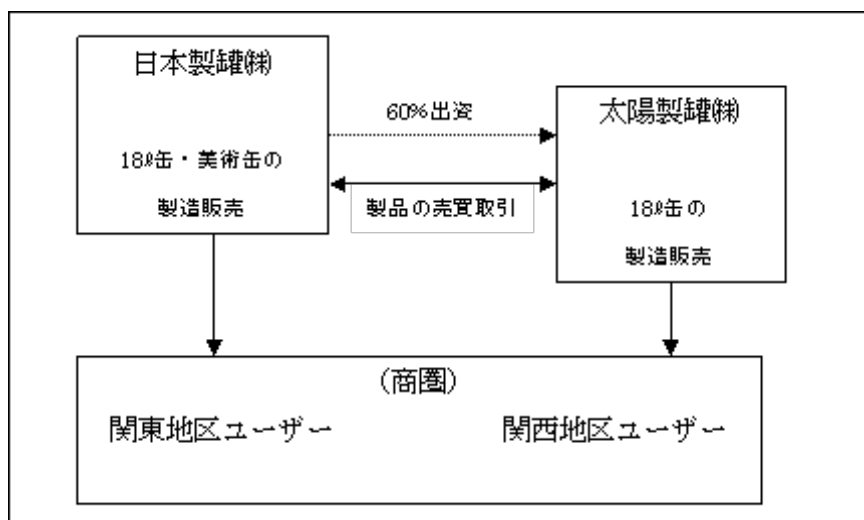 日本製罐㈱
18ℓ缶・美術缶の
製造販売
60%出資
製品の売買取引
太陽製罐㈱
18ℓ缶の
製造販売
(商圏)
関東地区ユーザー
関西地区ユーザー